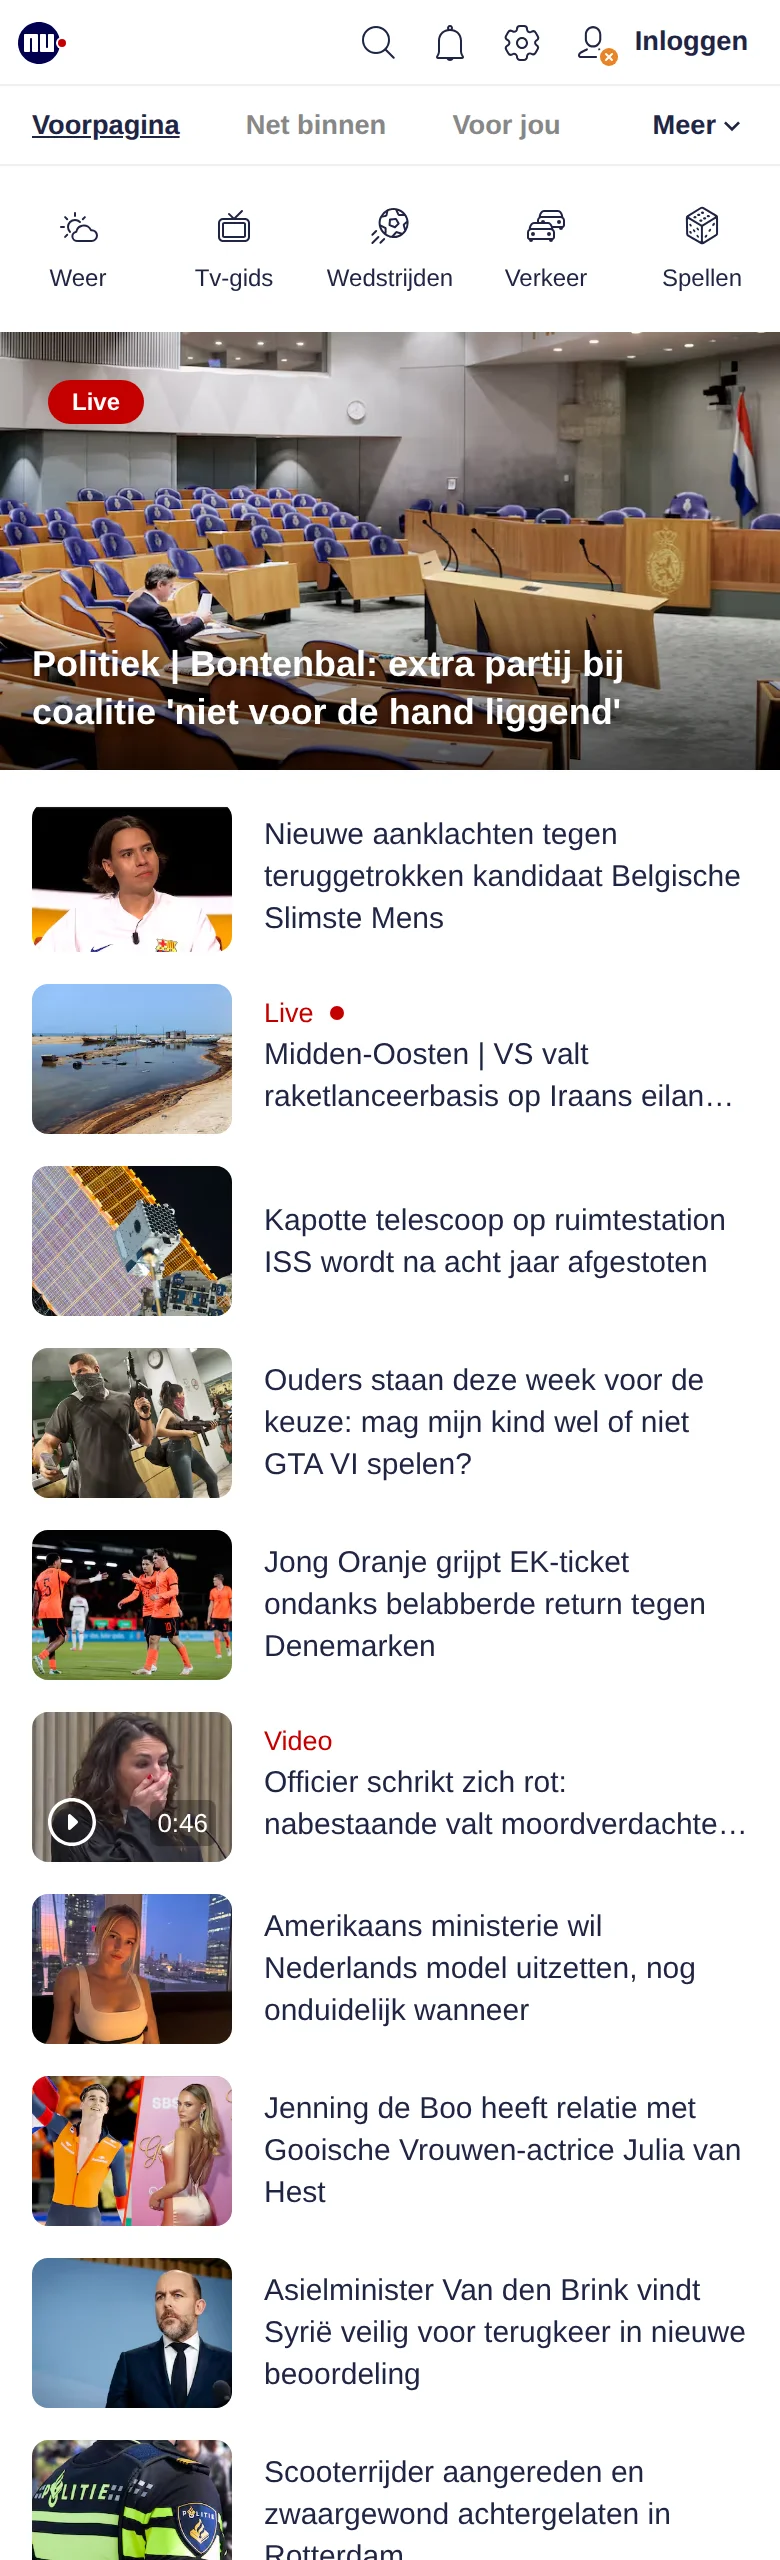 nu
Inloggen
Voorpagina
Net binnen
Voor jou
Meer
Weer
Tv-gids
Wedstrijden
Verkeer
Spellen
Live
Politiek | Bontenbal: extra partij bij
coalitie 'niet voor de hand liggend'
Nieuwe aanklachten tegen
teruggetrokken kandidaat Belgische
Slimste Mens
Live
Midden-Oosten | VS valt
raketlanceerbasis op Iraans eilan…
Kapotte telescoop op ruimtestation
ISS wordt na acht jaar afgestoten
Ouders staan deze week voor de
keuze: mag mijn kind wel of niet
GTA VI spelen?
Jong Oranje grijpt EK-ticket
ondanks belabberde return tegen
Denemarken
0:46
Video
Officier schrikt zich rot:
nabestaande valt moordverdachte…
Amerikaans ministerie wil
Nederlands model uitzetten, nog
onduidelijk wanneer
SBS
Jenning de Boo heeft relatie met
Gooische Vrouwen-actrice Julia van
Hest
Asielminister Van den Brink vindt
Syrië veilig voor terugkeer in nieuwe
beoordeling
POLITIE
POLITIE
Scooterrijder aangereden en
zwaargewond achtergelaten in
Rotterdam